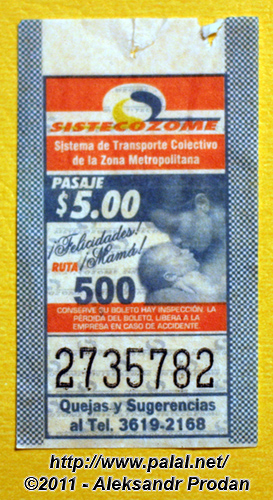 SISTECOZOME
Sistema de Transporte Colectivo
de la Zona Metropolitana
PASAJE
$5.00
¡Felicidades!
¡Mamá!
RUTA
500
CONSERVE SU BOLETO HAY INSPECCIÓN. LA
PÉRDIDA DEL BOLETO, LIBERA A LA
EMPRESA EN CASO DE ACCIDENTE.
2735782
Quejas y Sugerencias
al Tel. 3619-2168
http://www.palal.net/
©2011 - Aleksandr Prodan